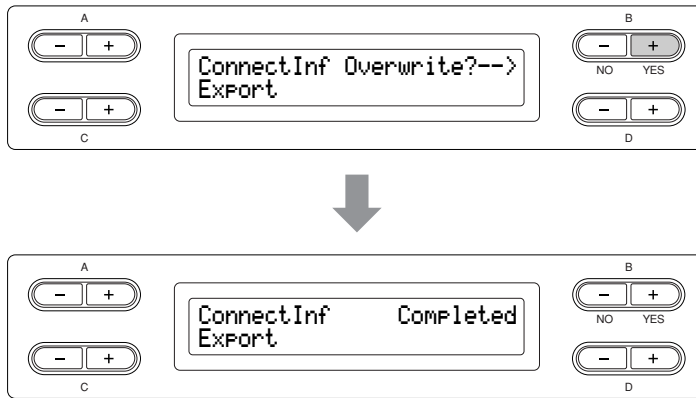 A
B
− +
− +
NO YES
ConnectInf Overwrite?-->
Export
− +
− +
C
D
A
B
− +
− +
NO YES
ConnectInf Completed
Export
− +
− +
C
D